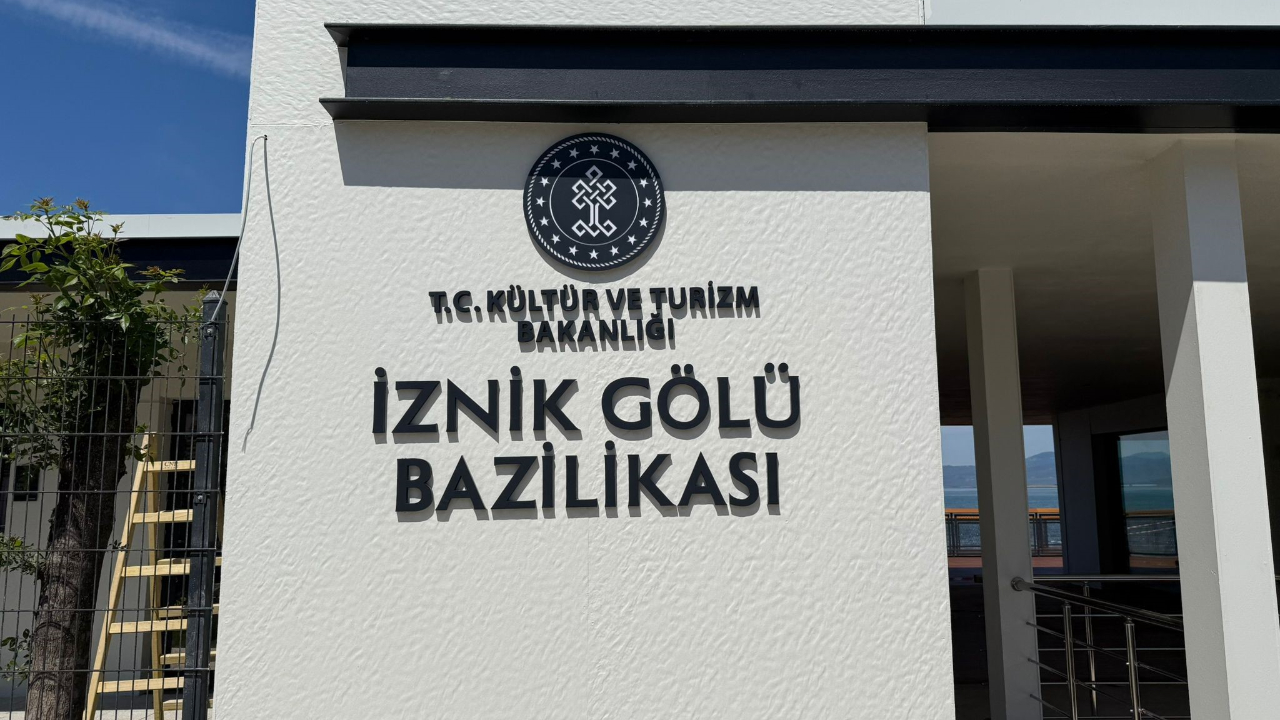 T.C. KÜLTÜR VE TURİZM
BAKANLIĞI
İZNİK GÖLÜ
BAZİLİKASI